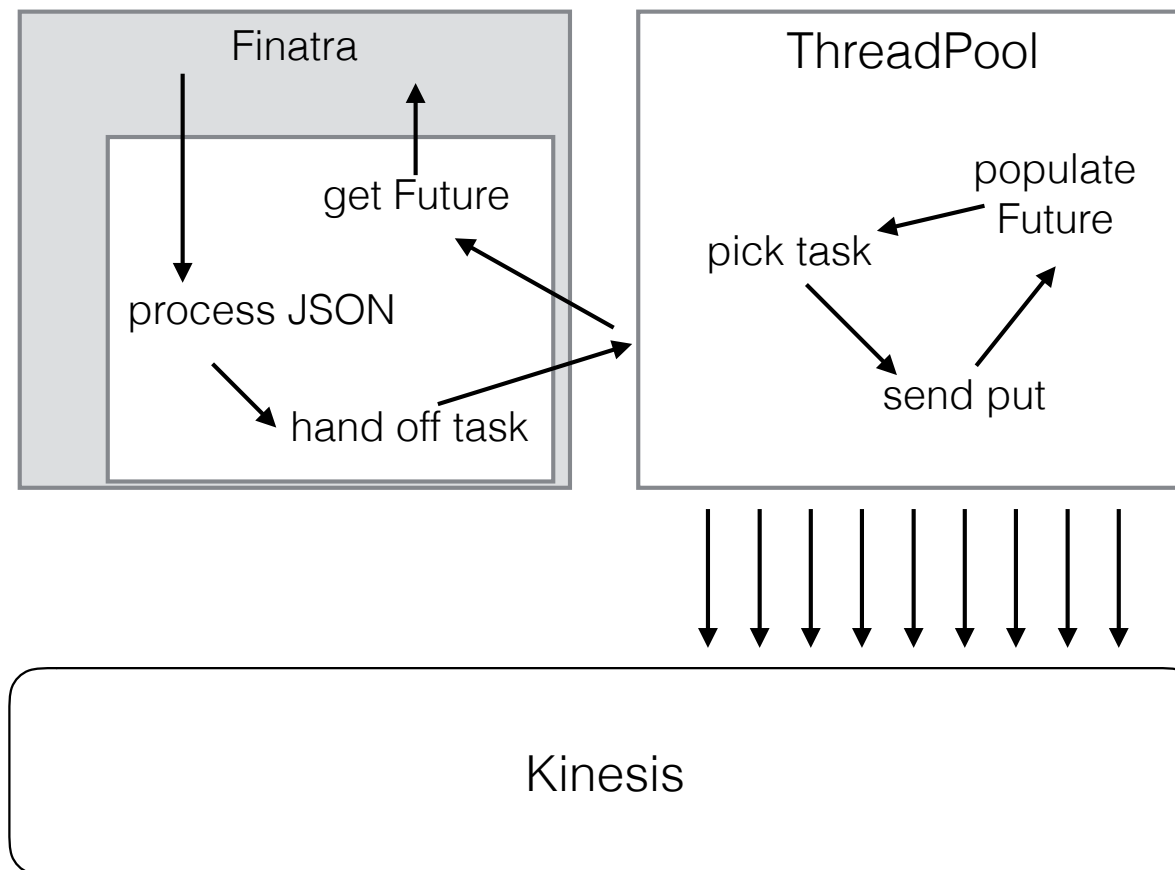 Finatra
get Future
process JSON
hand off task
ThreadPool
populate
Future
pick task
send put
Kinesis